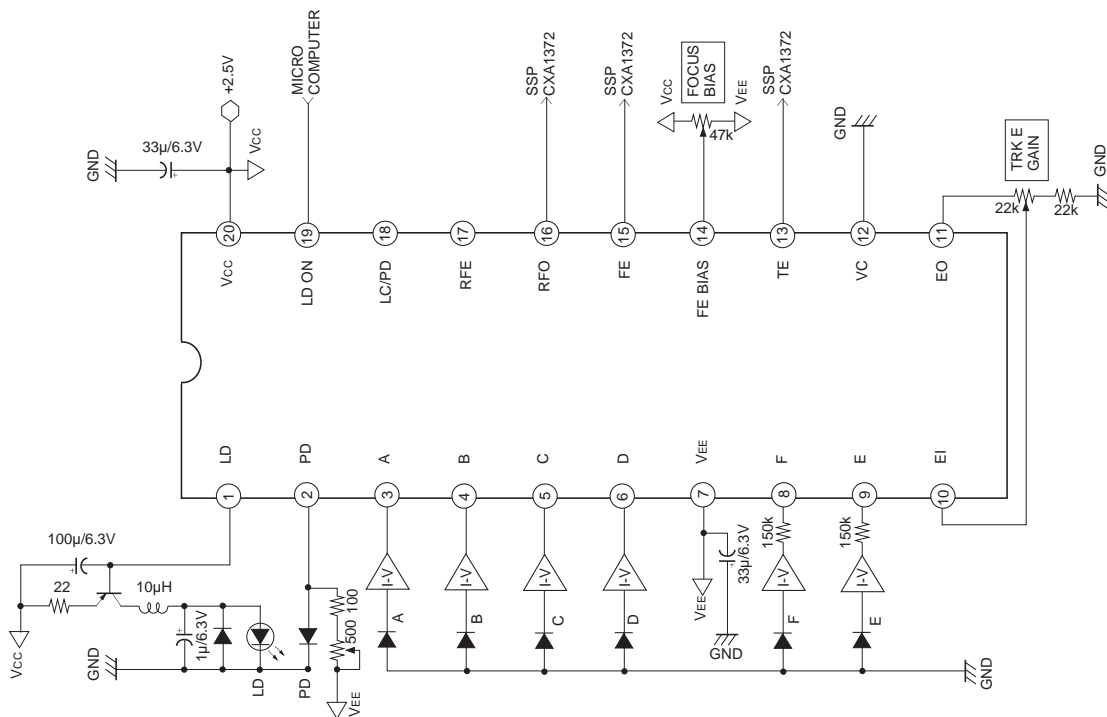 GND
33µ/6.3V
+
+2.5V
VCC
MICRO
COMPUTER
SSP
CXA1372
SSP
CXA1372
VCC
FOCUS
BIAS
VEE
47k
SSP
CXA1372
GND
TRK E
GAIN
22k
22k
GND
20
19
18
17
16
15
14
13
12
11
VCC
LD ON
LC/PD
RFE
RFO
FE
FE BIAS
TE
VC
EO
LD
PD
A
B
C
D
VEE
F
E
EI
1
2
3
4
5
6
7
8
9
10
100µ/6.3V
+
22
10µH
+
1µ/6.3V
VCC
GND
LD
PD
100
500
VEE
I-V
A
I-V
B
I-V
C
I-V
D
VEE
33µ/6.3V
+
GND
150k
I-V
F
150k
I-V
E
GND